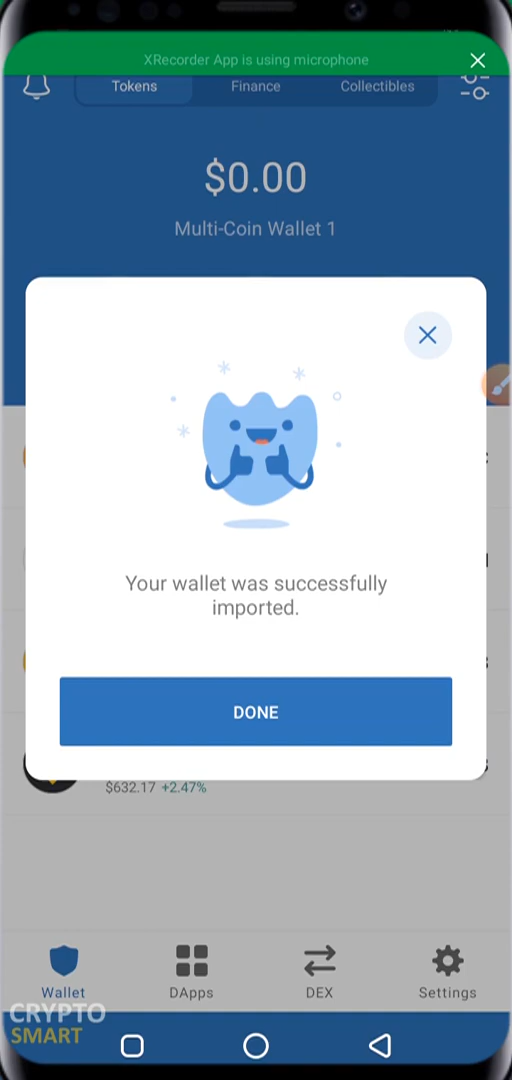 XRecorder App is using microphone
Tokens
Finance
Collectibles
$0.00
Multi-Coin Wallet 1
Your wallet was successfully
imported.
DONE
$632.17 +2.47%
Wallet
DApps
DEX
Settings
CRYPTO
SMART